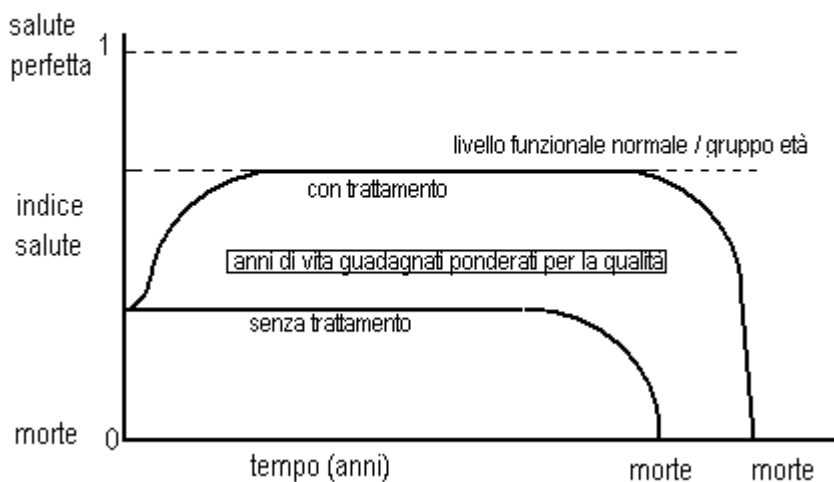 salute
perfetta
1
livello funzionale normale / gruppo età
con trattamento
indice
salute
anni di vita guadagnati ponderati per la qualità
senza trattamento
morte
0
tempo (anni)
morte
morte